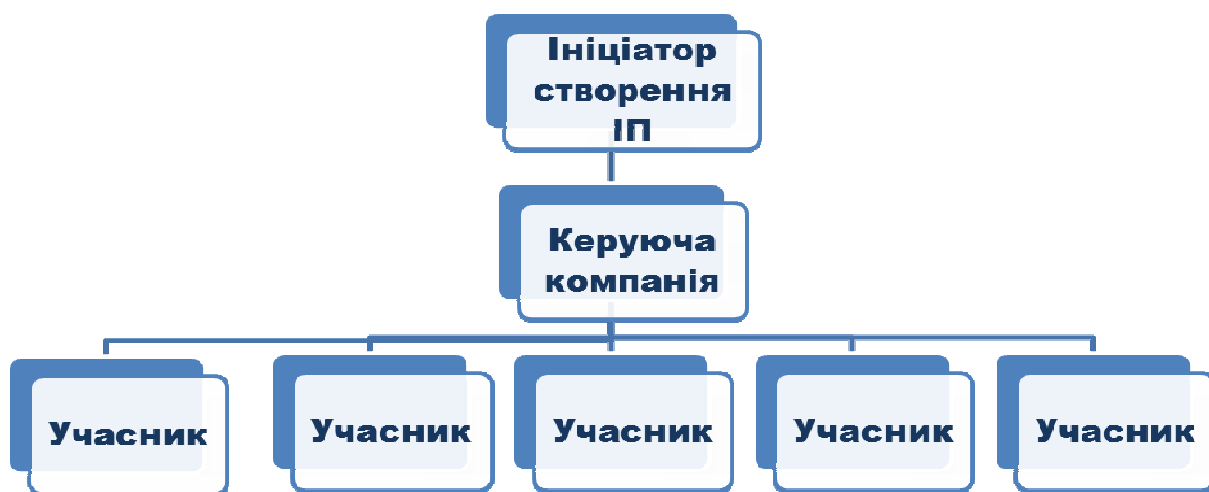 Ініціатор
створення
ІП
Керуюча
компанія
Учасник
Учасник
Учасник
Учасник
Учасник